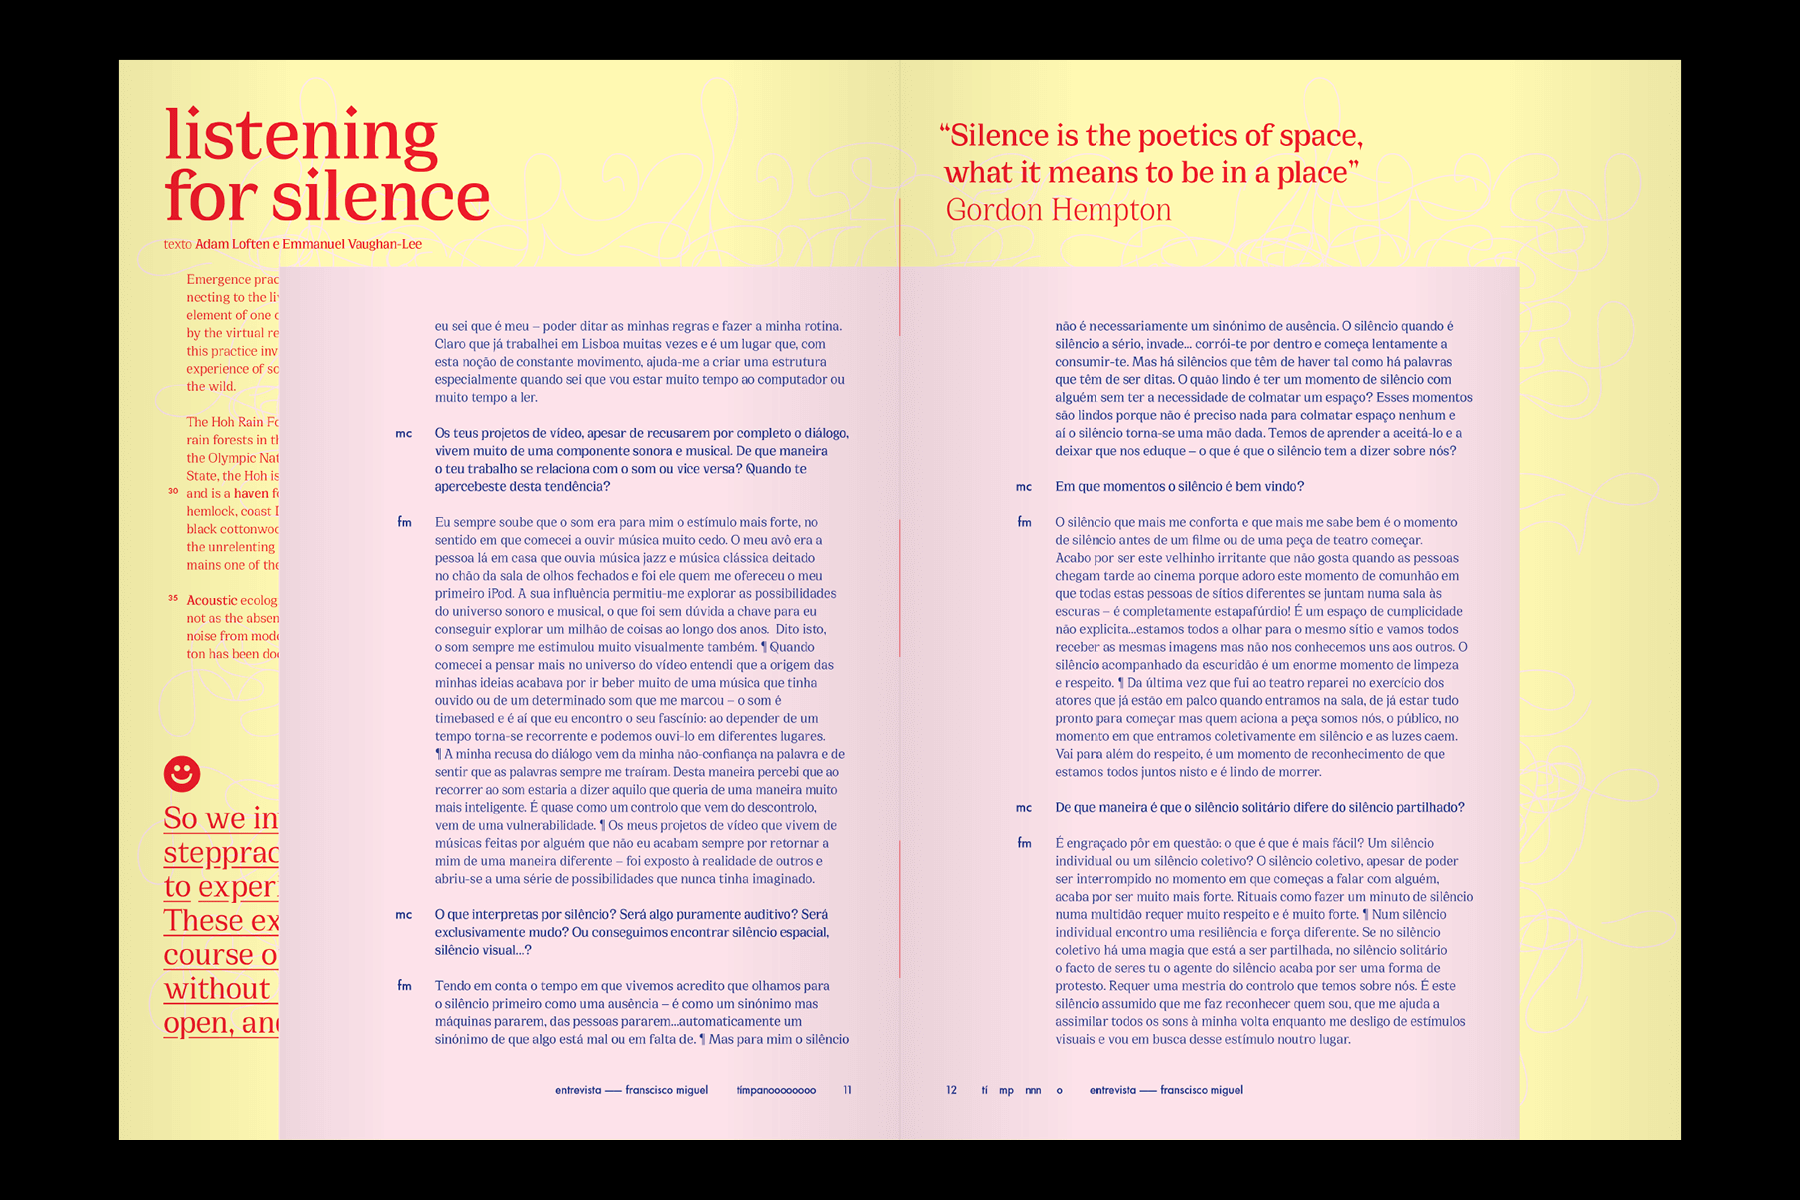 listening
for silence
texto Adam Loften e Emmanuel Vaughan-Lee
Emergence prac
necting to the li
element of one o
by the virtual re
this practice inv
experience of so
the wild.
The Hoh Rain Fo
rain forests in th
the Olympic Nat
State, the Hoh is
30 and is a haven fo
hemlock, coast D
black cottonwoo
the unrelenting
mains one of the
35 Acoustic ecolog
not as the absen
noise from mode
ton has been doc
So we in
steppra
to exper
These ex
course o
without
open, and
“Silence is the poetics of space,
what it means to be in a place”
Gordon Hempton
eu sei que é meu – poder ditar as minhas regras e fazer a minha rotina.
Claro que já trabalhei em Lisboa muitas vezes e é um lugar que, com
esta noção de constante movimento, ajuda-me a criar uma estrutura
especialmente quando sei que vou estar muito tempo ao computador ou
muito tempo a ler.
mc Os teus projetos de vídeo, apesar de recusarem por completo o diálogo,
vivem muito de uma componente sonora e musical. De que maneira
o teu trabalho se relaciona com o som ou vice versa? Quando te
apercebeste desta tendência?
fm Eu sempre soube que o som era para mim o estímulo mais forte, no
sentido em que comecei a ouvir música muito cedo. O meu avô era a
pessoa lá em casa que ouvia música jazz e música clássica deitado
no chão da sala de olhos fechados e foi ele quem me ofereceu o meu
primeiro iPod. A sua influência permitiu-me explorar as possibilidades
do universo sonoro e musical, o que foi sem dúvida a chave para eu
conseguir explorar um milhão de coisas ao longo dos anos. Dito isto,
o som sempre me estimulou muito visualmente também. ¶ Quando
comecei a pensar mais no universo do vídeo entendi que a origem das
minhas ideias acabava por ir beber muito de uma música que tinha
ouvido ou de um determinado som que me marcou – o som é
timebased e é aí que eu encontro o seu fascínio: ao depender de um
tempo torna-se recorrente e podemos ouvi-lo em diferentes lugares.
¶ A minha recusa do diálogo vem da minha não-confiança na palavra e de
sentir que as palavras sempre me traíram. Desta maneira percebi que ao
recorrer ao som estaria a dizer aquilo que queria de uma maneira muito
mais inteligente. É quase como um controlo que vem do descontrolo,
vem de uma vulnerabilidade. ¶ Os meus projetos de vídeo que vivem de
músicas feitas por alguém que não eu acabam sempre por retornar a
mim de uma maneira diferente – foi exposto à realidade de outros e
abriu-se a uma série de possibilidades que nunca tinha imaginado.
mc O que interpretas por silêncio? Será algo puramente auditivo? Será
exclusivamente mudo? Ou conseguimos encontrar silêncio espacial,
silêncio visual...?
fm Tendo em conta o tempo em que vivemos acredito que olhamos para
o silêncio primeiro como uma ausência – é como um sinónimo mas
máquinas pararem, das pessoas pararem...automaticamente um
sinónimo de que algo está mal ou em falta de. ¶ Mas para mim o silêncio
entrevista — franscisco miguel tímpanoooooooo 11
não é necessariamente um sinónimo de ausência. O silêncio quando é
silêncio a sério, invade... corrói-te por dentro e começa lentamente a
consumir-te. Mas há silêncios que têm de haver tal como há palavras
que têm de ser ditas. O quão lindo é ter um momento de silêncio com
alguém sem ter a necessidade de colmatar um espaço? Esses momentos
são lindos porque não é preciso nada para colmatar espaço nenhum e
aí o silêncio torna-se uma mão dada. Temos de aprender a aceitá-lo e a
deixar que nos eduque – o que é que o silêncio tem a dizer sobre nós?
mc Em que momentos o silêncio é bem vindo?
fm O silêncio que mais me conforta e que mais me sabe bem é o momento
de silêncio antes de um filme ou de uma peça de teatro começar.
Acabo por ser este velhinho irritante que não gosta quando as pessoas
chegam tarde ao cinema porque adoro este momento de comunhão em
que todas estas pessoas de sítios diferentes se juntam numa sala às
escuras – é completamente estapafúrdio! É um espaço de cumplicidade
não explicita...estamos todos a olhar para o mesmo sítio e vamos todos
receber as mesmas imagens mas não nos conhecemos uns aos outros. O
silêncio acompanhado da escuridão é um enorme momento de limpeza
e respeito. ¶ Da última vez que fui ao teatro reparei no exercício dos
atores que já estão em palco quando entramos na sala, de já estar tudo
pronto para começar mas quem aciona a peça somos nós, o público, no
momento em que entramos coletivamente em silêncio e as luzes caem.
Vai para além do respeito, é um momento de reconhecimento de que
estamos todos juntos nisto e é lindo de morrer.
mc De que maneira é que o silêncio solitário difere do silêncio partilhado?
fm É engraçado pôr em questão: o que é que é mais fácil? Um silêncio
individual ou um silêncio coletivo? O silêncio coletivo, apesar de poder
ser interrompido no momento em que começas a falar com alguém,
acaba por ser muito mais forte. Rituais como fazer um minuto de silêncio
numa multidão requer muito respeito e é muito forte. ¶ Num silêncio
individual encontro uma resiliência e força diferente. Se no silêncio
coletivo há uma magia que está a ser partilhada, no silêncio solitário
o facto de seres tu o agente do silêncio acaba por ser uma forma de
protesto. Requer uma mestria do controlo que temos sobre nós. É este
silêncio assumido que me faz reconhecer quem sou, que me ajuda a
assimilar todos os sons à minha volta enquanto me desligo de estímulos
visuais e vou em busca desse estímulo noutro lugar.
12 tí mp nnn o entrevista — franscisco miguel